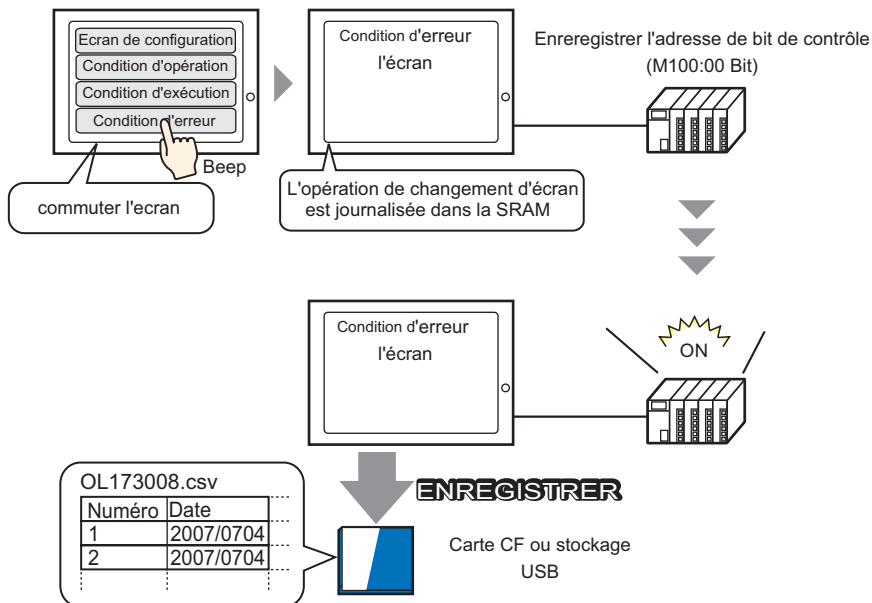 Ecran de configuration
Condition d'opération
Condition d'exécution
Condition d'erreur
Beep
commuter l'ecran
Condition d'erreur
l'écran
L'opération de changement d'écran
est journalisée dans la SRAM
Enreregistrer l'adresse de bit de contrôle
(M100:00 Bit)
Condition d'erreur
l'écran
ON
ENREGISTRER
OL173008.csv
Numéro Date
1 2007/0704
2 2007/0704
Carte CF ou stockage
USB